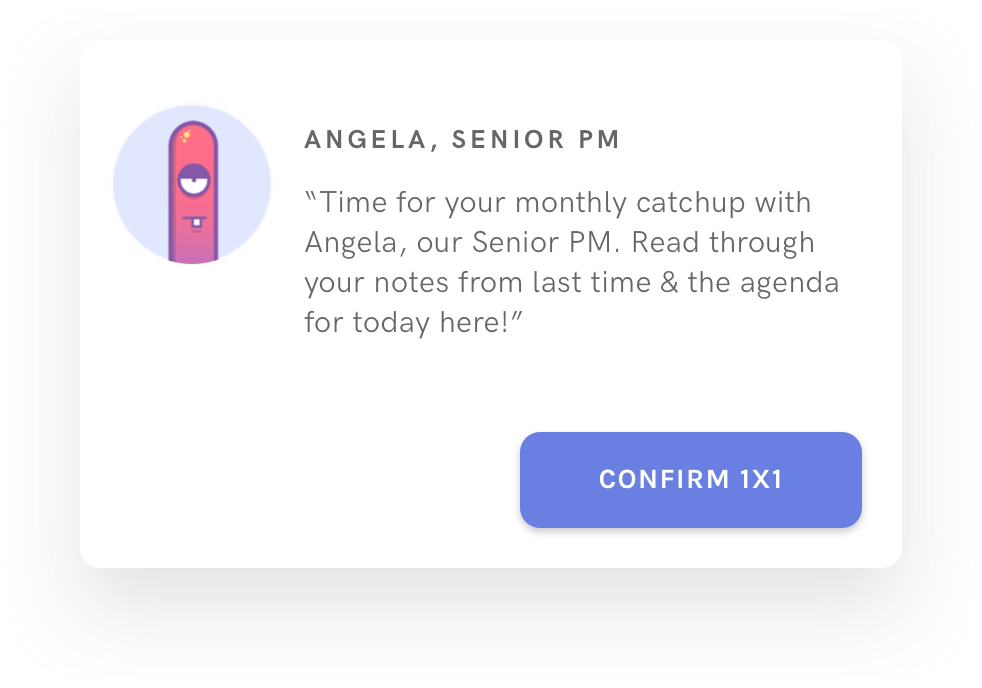 ANGELA, SENIOR PM
“Time for your monthly catchup with
Angela, our Senior PM. Read through
your notes from last time & the agenda
for today here!”
CONFIRM 1X1